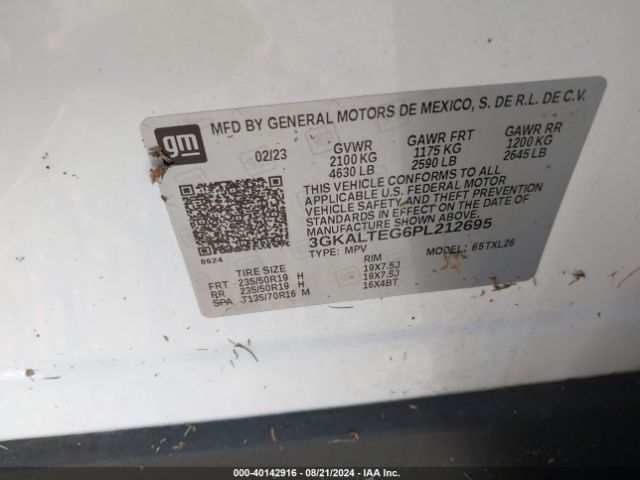 gm
MFD BY GENERAL MOTORS DE MEXICO, S. DE R.L. DE C.V.
02/23 GVWR GAWR FRT GAWR RR
2100 KG 1175 KG 1200 KG
4630 LB 2590 LB 2645 LB
THIS VEHICLE CONFORMS TO ALL
APPLICABLE U.S. FEDERAL MOTOR
VEHICLE SAFETY AND THEFT PREVENTION
STANDARDS IN EFFECT ON THE DATE OF
MANUFACTURE SHOWN ABOVE.
3GKALTEG6PL212695
TYPE: MPV MODEL: 6STXL26
8624
TIRE SIZE RIM
FRT 235/50R19 H 19X7.5J
RR 235/50R19 H 19X7.5J
SPA T135/70R16 M 16X4BT
000-40142916 - 08/21/2024 - IAA Inc.